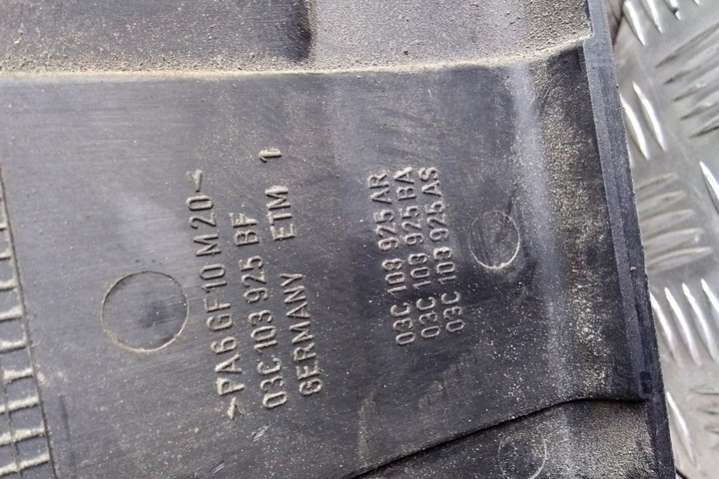 >PA6 GF10 M20<
03C 103 925 BF
GERMANY ETM 1
03C 103 925 AR
03C 103 925 BA
03C 103 925 AS